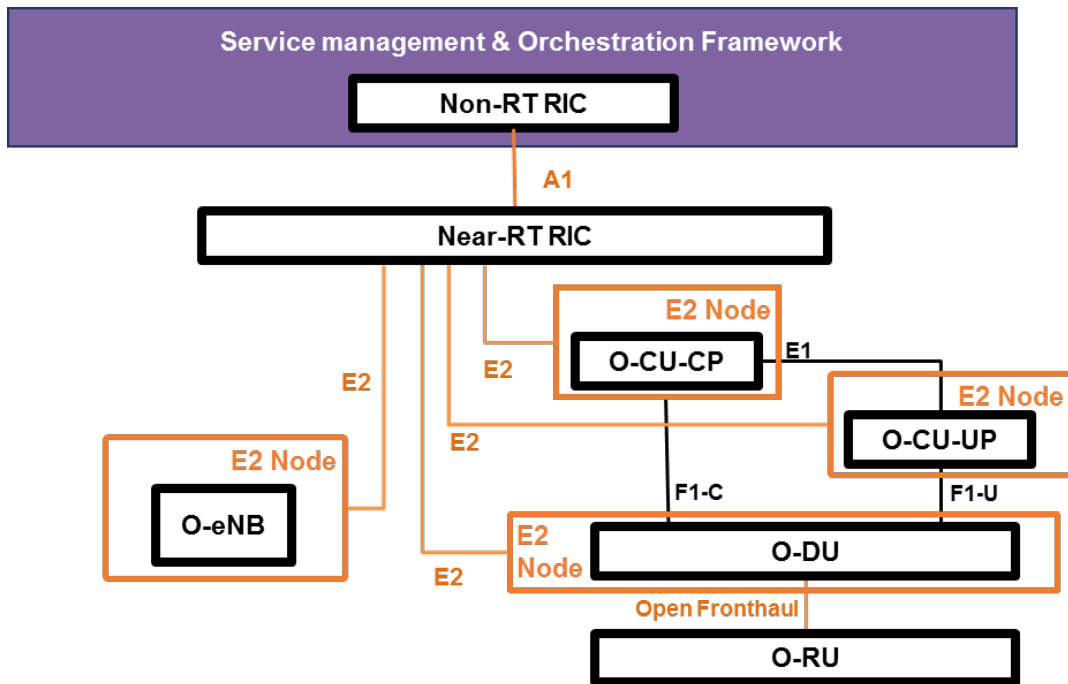 Service management & Orchestration Framework
Non-RT RIC
A1
Near-RT RIC
E2 Node
O-CU-CP
E1
E2
E2
E2 Node
O-CU-UP
E2
E2 Node
O-eNB
F1-C
F1-U
E2
Node
O-DU
E2
Open Fronthaul
O-RU